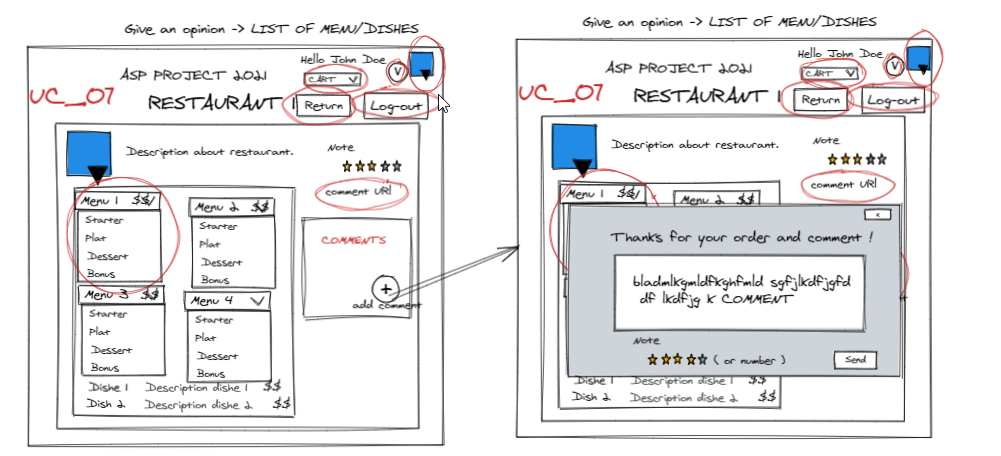 Give an opinion -> LIST OF MENU/DISHES
Hello John Doe
ASP PROJECT 2021
CART V
V
UC_07
RESTAURANT 1
Return
Log-out
Description about restaurant.
Note
comment URl
Menu 1 $$
Starter
Plat
Dessert
Bonus
Menu 2 $$
Starter
Plat
Dessert
Bonus
COMMENTS
+
add comment
Menu 3 $$
Starter
Plat
Dessert
Bonus
Menu 4
Starter
Plat
Dessert
Bonus
Dishe 1 Description dishe 1 $$
Dish 2 Description dishe 2 $$
Give an opinion -> LIST OF MENU/DISHES
Hello John Doe
ASP PROJECT 2021
CART V
V
UC_07
RESTAURANT 1
Return
Log-out
Description about restaurant.
Note
comment URl
Menu 1 $$
Menu 2 $$
x
Thanks for your order and comment !
bladmlkgmldfkghfmld sgfjlkdfjgfd
df lkdfjg K COMMENT
Note
( or number )
Send
Dishe 1 Description dishe 1 $$
Dish 2 Description dishe 2 $$